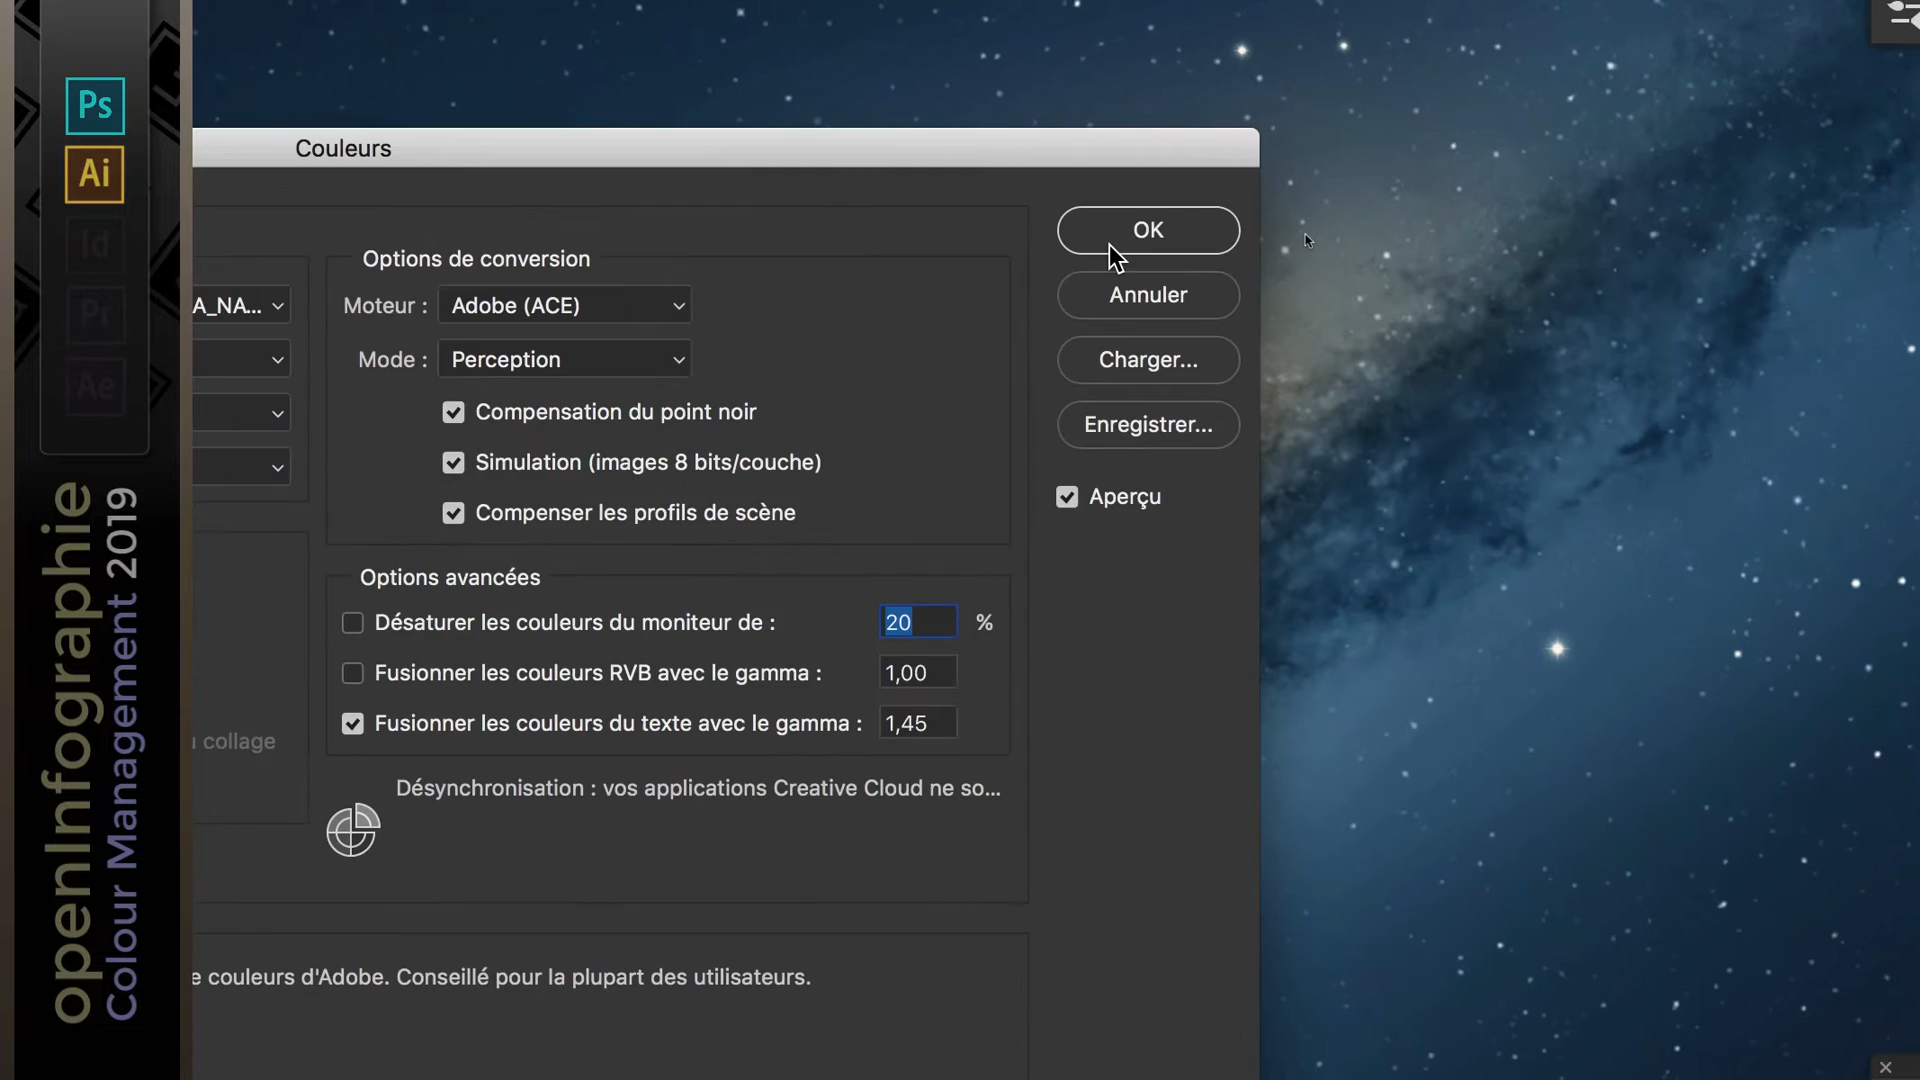 Ps
Ai
Id
Pr
Ae
openInfographie
Colour Management 2019
Couleurs
OK
Annuler
Charger...
Enregistrer...
Aperçu
A_NA...
Options de conversion
Moteur : Adobe (ACE)
Mode : Perception
Compensation du point noir
Simulation (images 8 bits/couche)
Compenser les profils de scène
Options avancées
Désaturer les couleurs du moniteur de : 20 %
Fusionner les couleurs RVB avec le gamma : 1,00
Fusionner les couleurs du texte avec le gamma : 1,45
collage
Désynchronisation : vos applications Creative Cloud ne so...
e couleurs d'Adobe. Conseillé pour la plupart des utilisateurs.